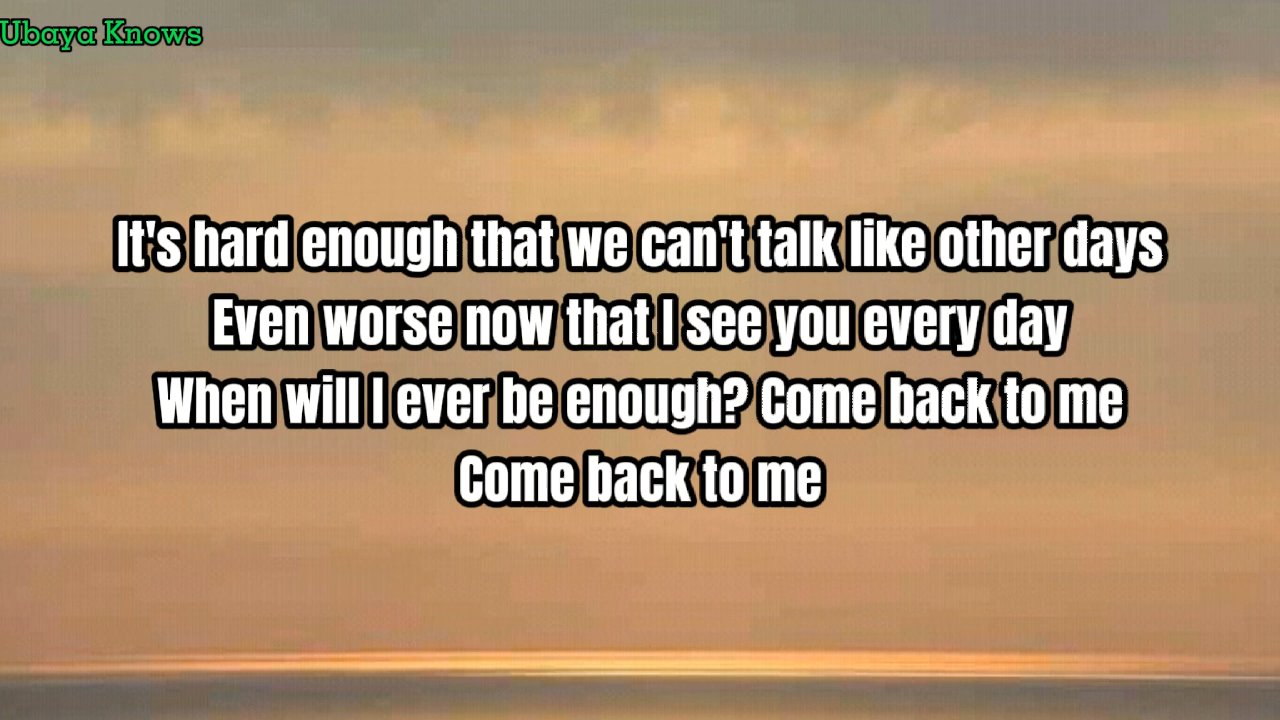 Ubaya Knows
It's hard enough that we can't talk like other days
Even worse now that I see you every day
When will I ever be enough? Come back to me
Come back to me